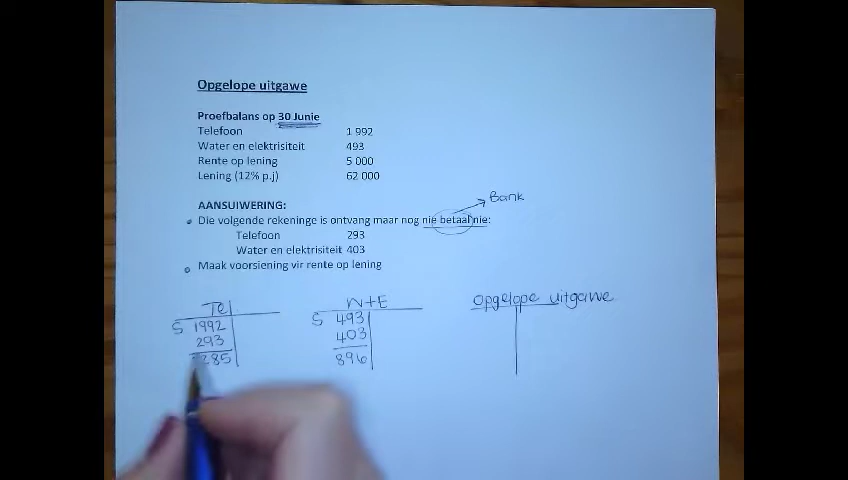 Opgelope uitgawe
Proefbalans op 30 Junie
Telefoon 1 992
Water en elektrisiteit 493
Rente op lening 5 000
Lening (12% p.j) 62 000
Bank
AANSUIWERING:
Die volgende rekeninge is ontvang maar nog nie betaal nie:
Telefoon 293
Water en elektrisiteit 403
Maak voorsiening vir rente op lening
Tel W+E Opgelope uitgawe
S 1992 S 493
293 403
285 896